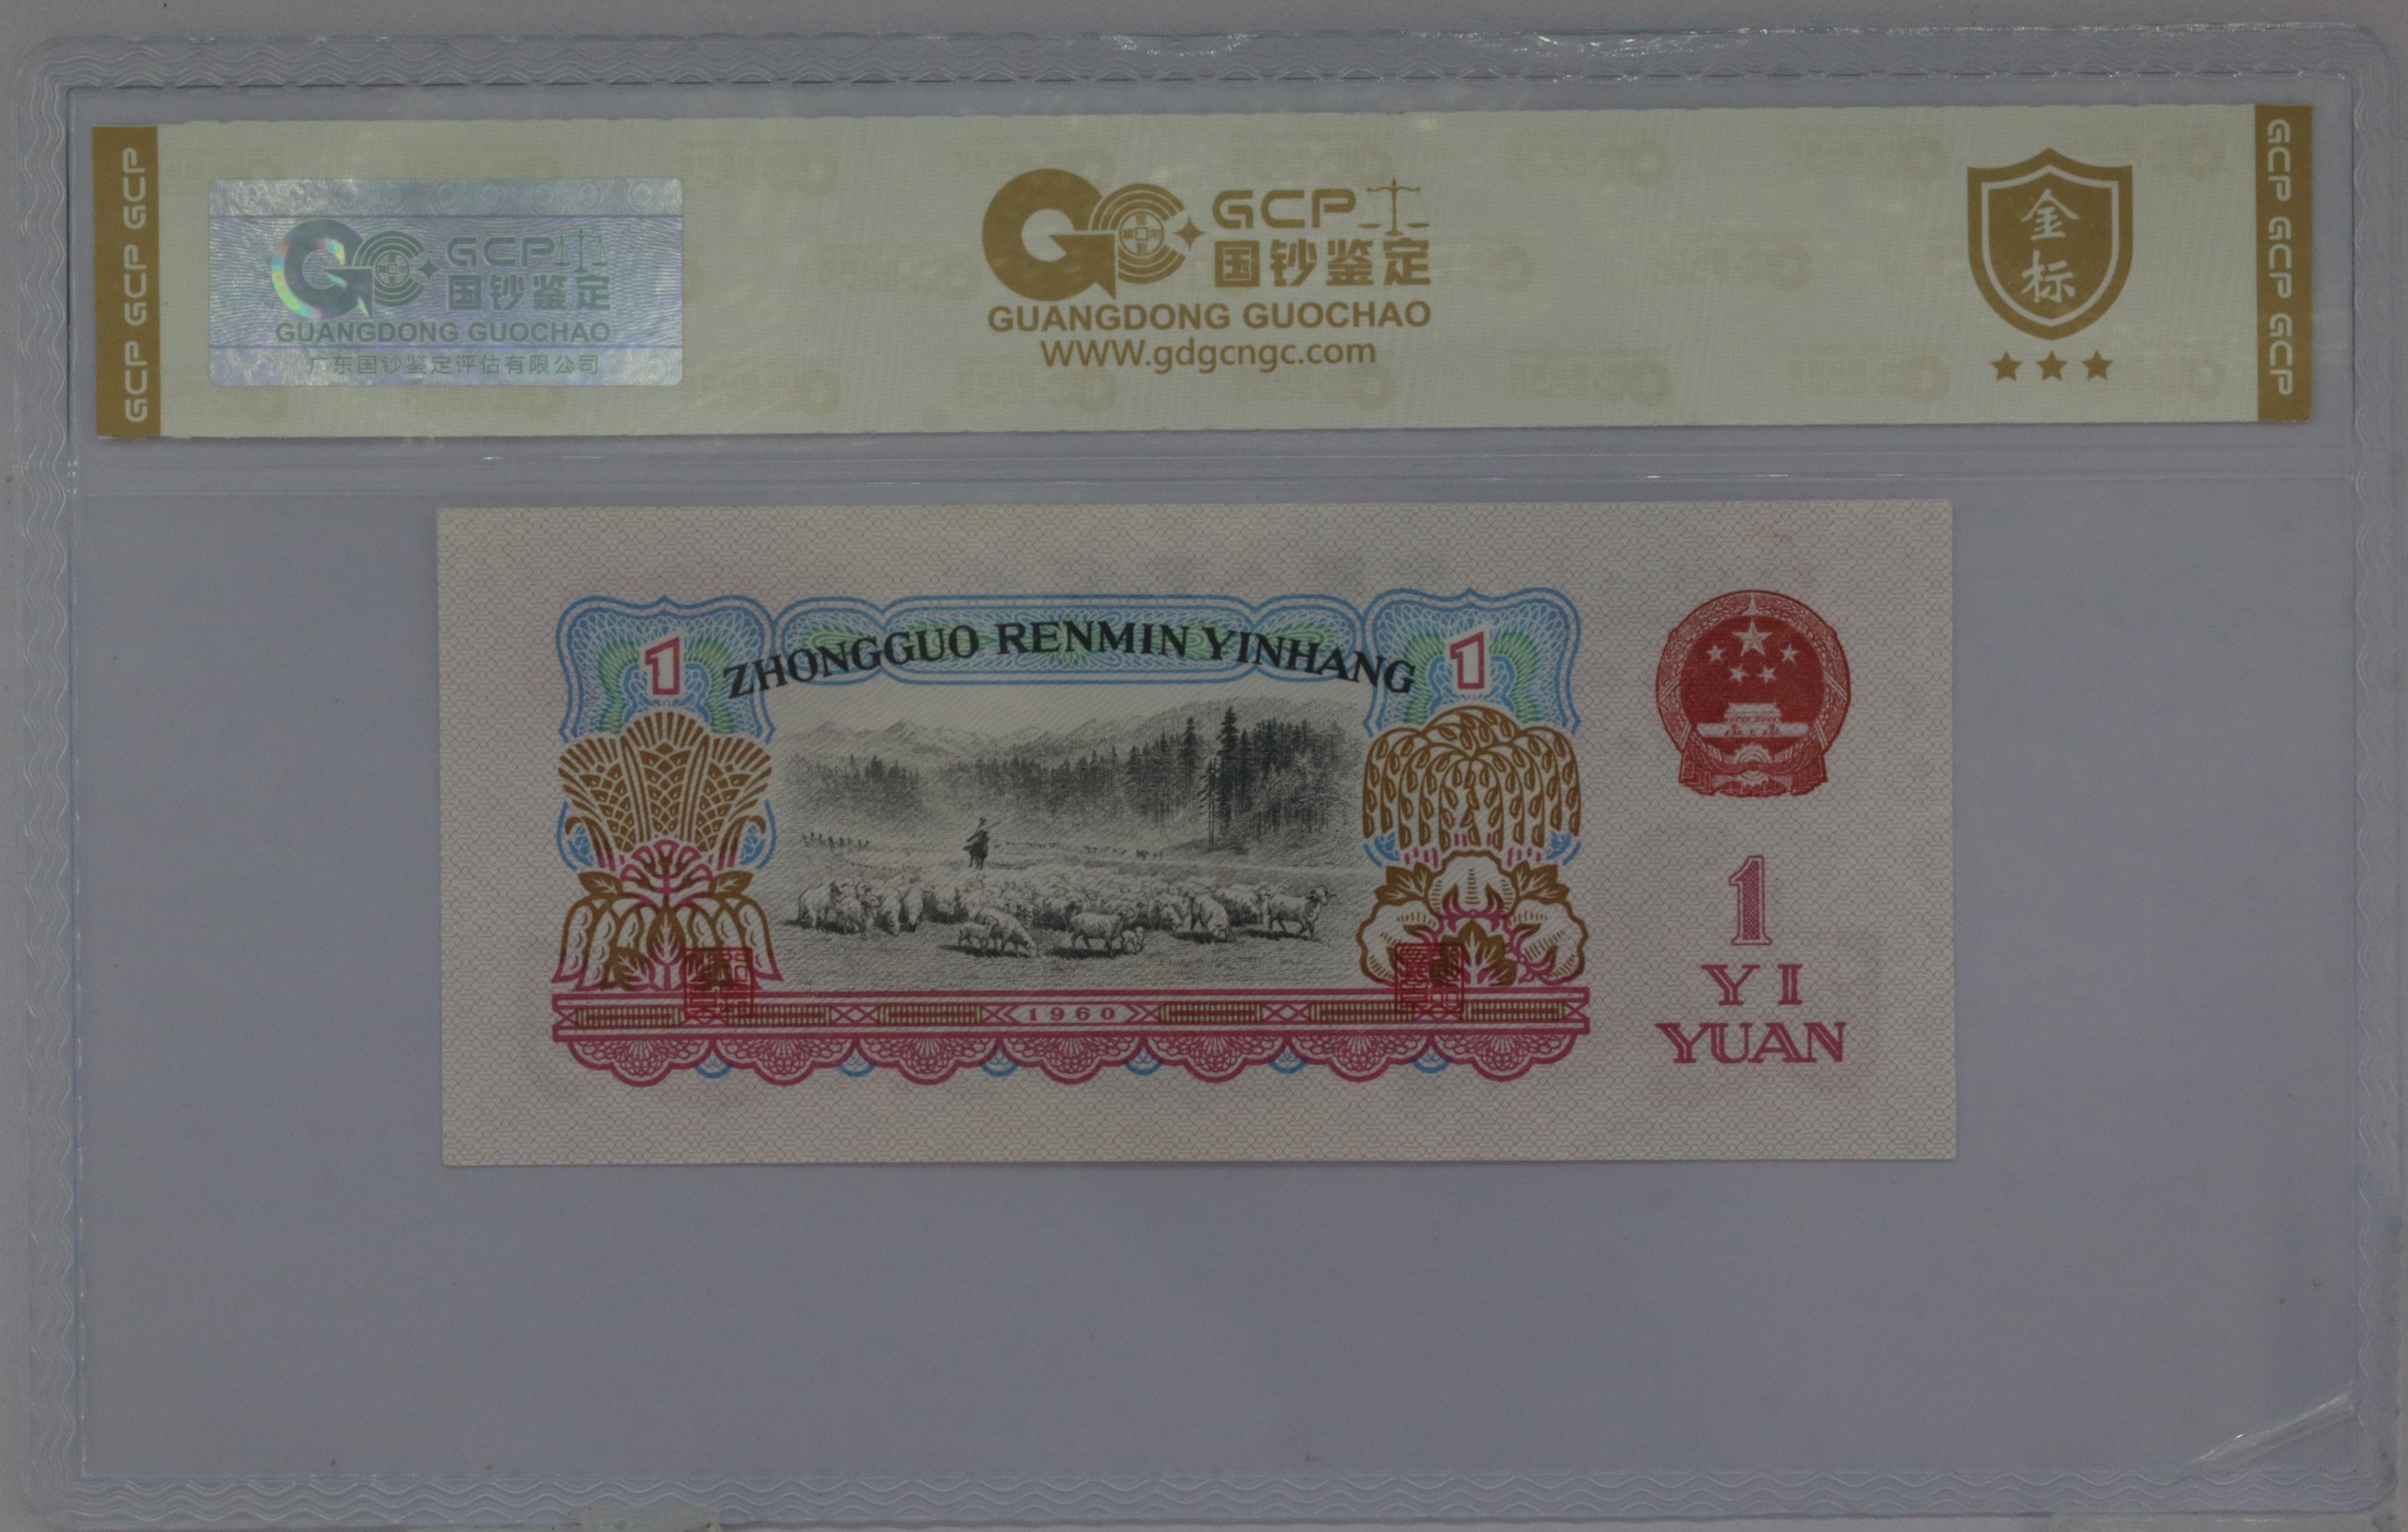 GCP GCP GCP
GCP
国钞鉴定
GUANGDONG GUOCHAO
广东国钞鉴定评估有限公司
GCP
国钞鉴定
GUANGDONG GUOCHAO
WWW.gdgcngc.com
金
标
GCP GCP GCP
1
ZHONGGUO RENMIN YINHANG
1
1960
1
YI
YUAN